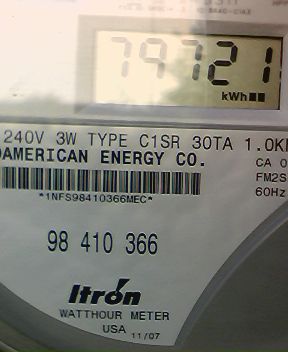 79721
kWh
240V 3W TYPE C1SR 30TA 1.0K
AMERICAN ENERGY CO.
CA 0
FM2S
60Hz
*1NFS98410366MEC*
98 410 366
Itron
WATTHOUR METER
USA 11/07